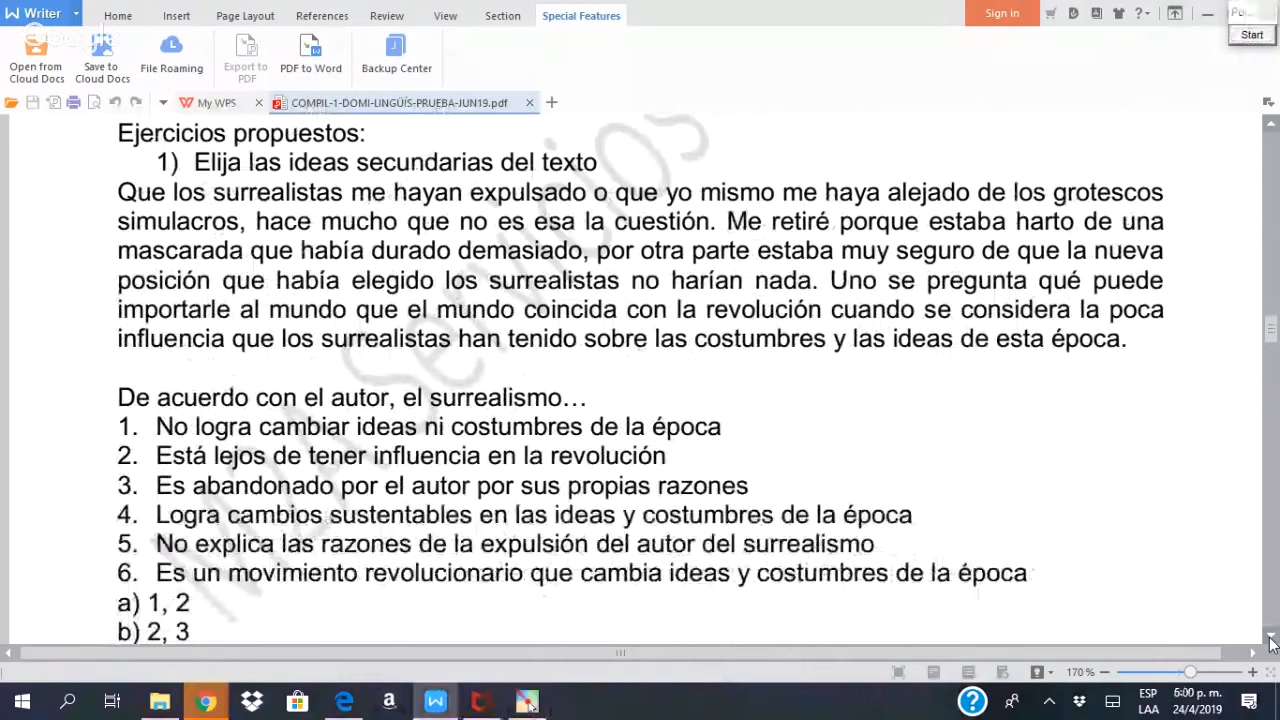 Writer Home Insert Page Layout References Review View Section Special Features Sign in
Start
Open from Cloud Docs Save to Cloud Docs File Roaming Export to PDF PDF to Word Backup Center
My WPS COMPIL-1-DOMI-LINGÜÍS-PRUEBA-JUN19.pdf
Ejercicios propuestos:
1) Elija las ideas secundarias del texto
Que los surrealistas me hayan expulsado o que yo mismo me haya alejado de los grotescos
simulacros, hace mucho que no es esa la cuestión. Me retiré porque estaba harto de una
mascarada que había durado demasiado, por otra parte estaba muy seguro de que la nueva
posición que había elegido los surrealistas no harían nada. Uno se pregunta qué puede
importarle al mundo que el mundo coincida con la revolución cuando se considera la poca
influencia que los surrealistas han tenido sobre las costumbres y las ideas de esta época.
De acuerdo con el autor, el surrealismo…
1. No logra cambiar ideas ni costumbres de la época
2. Está lejos de tener influencia en la revolución
3. Es abandonado por el autor por sus propias razones
4. Logra cambios sustentables en las ideas y costumbres de la época
5. No explica las razones de la expulsión del autor del surrealismo
6. Es un movimiento revolucionario que cambia ideas y costumbres de la época
a) 1, 2
b) 2, 3
170 %
ESP 6:00 p. m.
LAA 24/4/2019